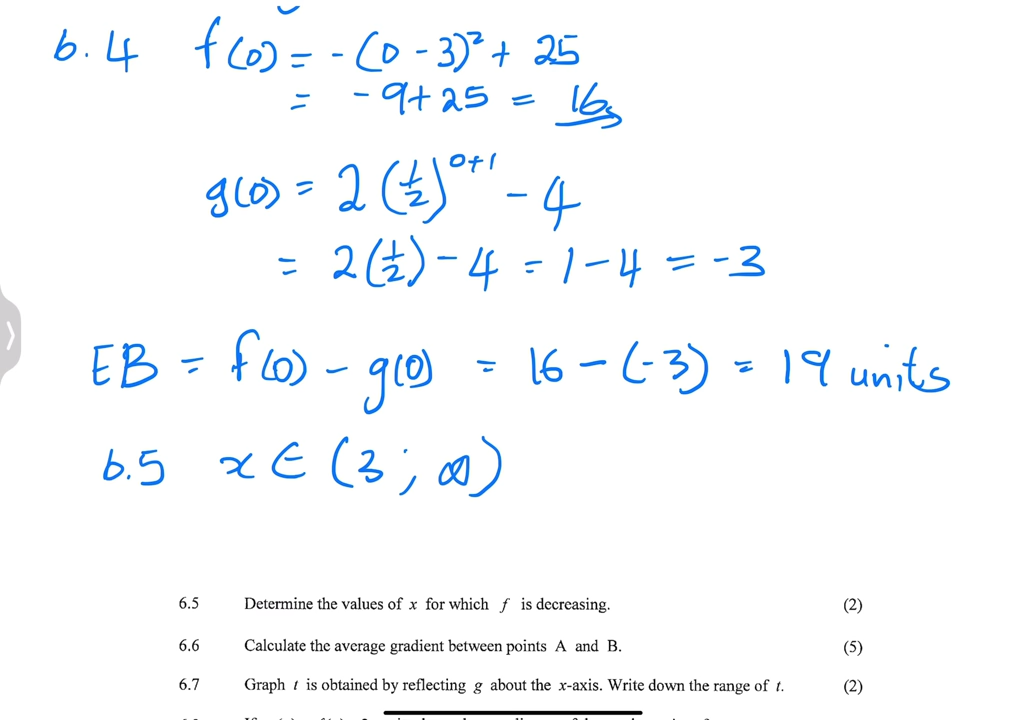 6.4 f(0) = -(0 - 3)² + 25
= -9 + 25 = 16
g(0) = 2(1/2)^(0+1) - 4
= 2(1/2) - 4 = 1 - 4 = -3
EB = f(0) - g(0) = 16 - (-3) = 19 units
6.5 x ∈ (3 ; ∞)
6.5 Determine the values of x for which f is decreasing. (2)
6.6 Calculate the average gradient between points A and B. (5)
6.7 Graph t is obtained by reflecting g about the x-axis. Write down the range of t. (2)